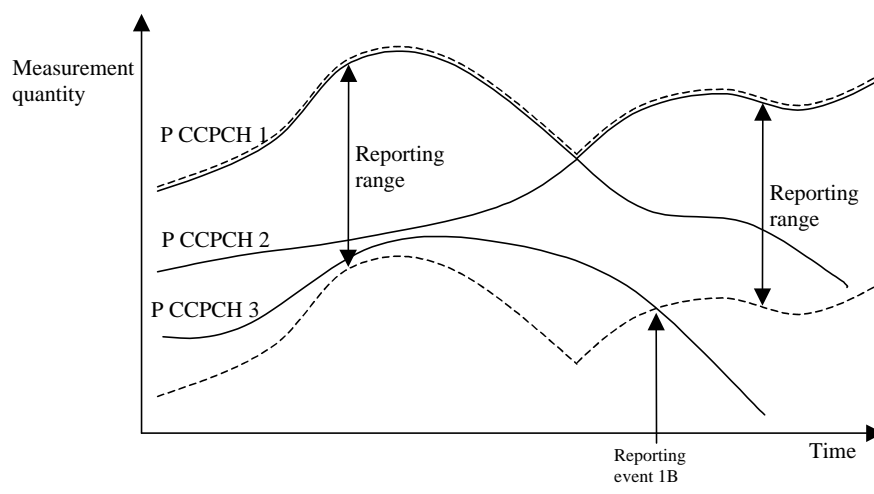 Measurement
quantity
P CCPCH 1
Reporting
range
P CCPCH 2
Reporting
range
P CCPCH 3
Time
Reporting
event 1B